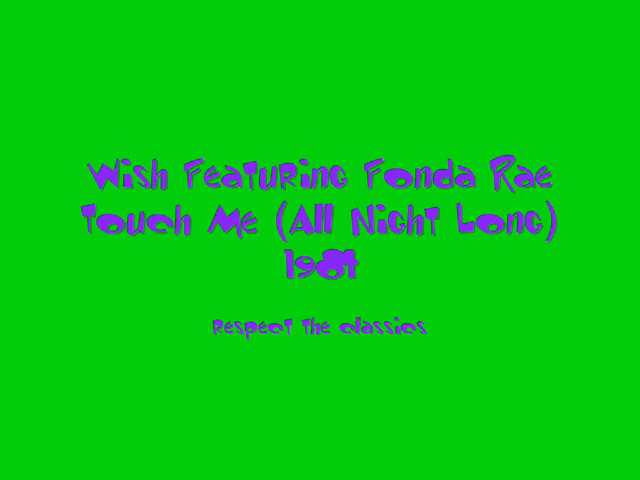 Wish Featuring Fonda Rae
Touch Me (All Night Long)
1984
Respect The Classics